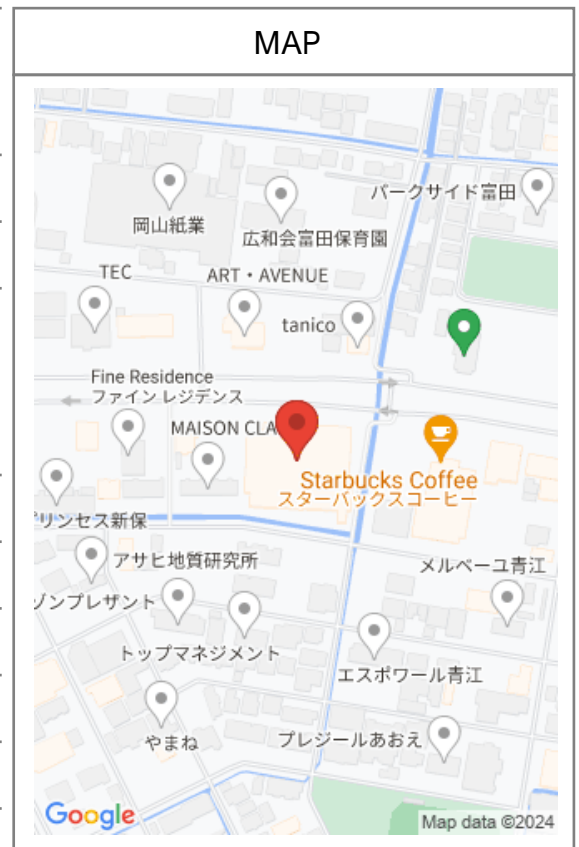 MAP
パークサイド富田
岡山紙業
広和会富田保育園
TEC
ART・AVENUE
tanico
Fine Residence
ファイン レジデンス
MAISON CLA
Starbucks Coffee
スターバックスコーヒー
リンセス新保
アサヒ地質研究所
メルベーユ青江
ゾンプレザント
トップマネジメント
エスポワール青江
やまね
プレジールあおえ
Google
Map data ©2024